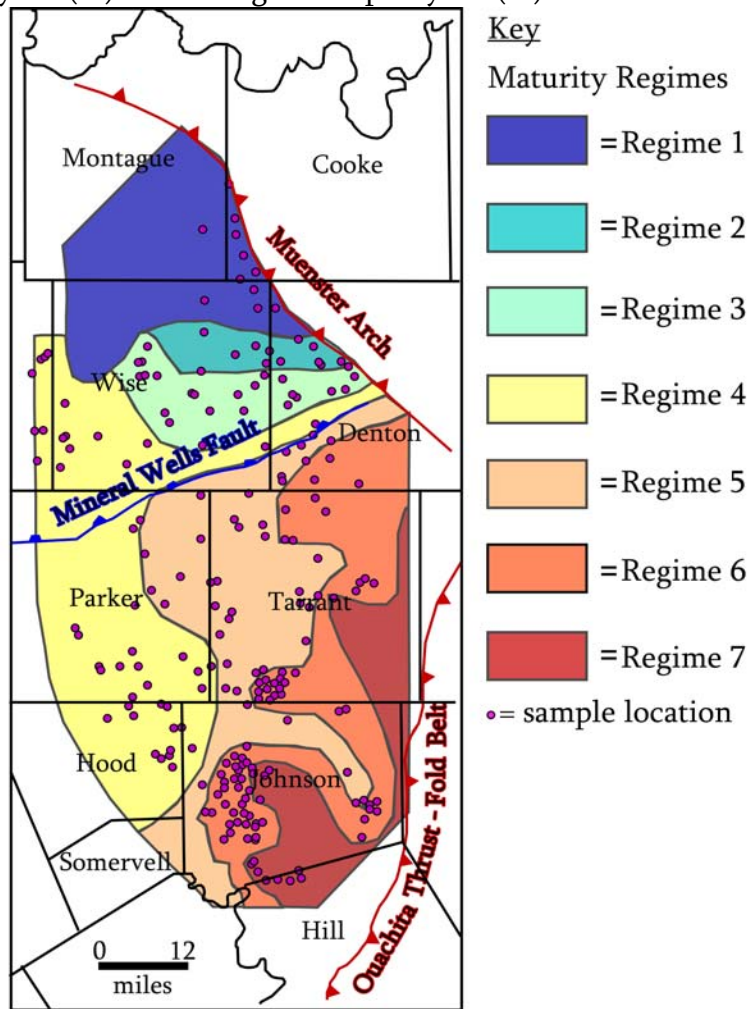 Key
Maturity Regimes
= Regime 1
= Regime 2
= Regime 3
= Regime 4
= Regime 5
= Regime 6
= Regime 7
= sample location
Montague
Cooke
Muenster Arch
Wise
Denton
Mineral Wells Fault
Parker
Tarrant
Hood
Johnson
Somervell
Hill
Ouachita Thrust-Fold Belt
0 12
miles